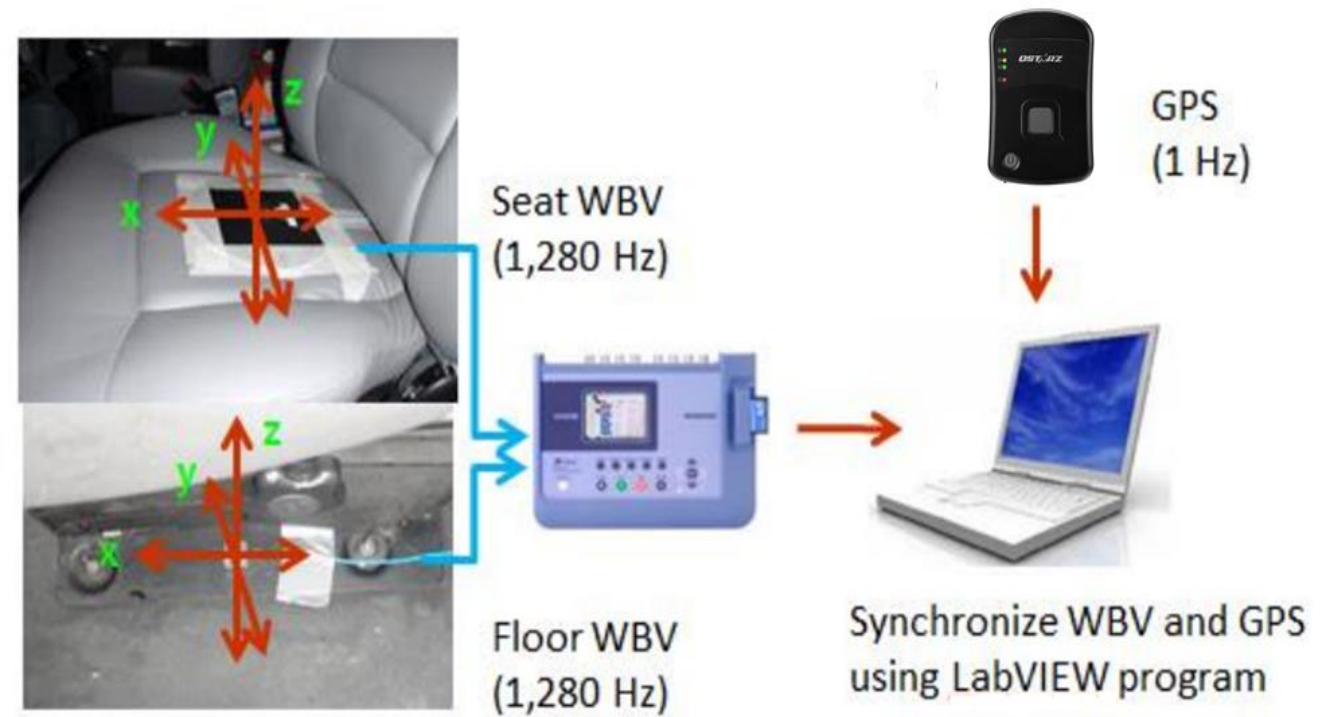 z
y
x
Seat WBV
(1,280 Hz)
z
y
x
Floor WBV
(1,280 Hz)
GPS
(1 Hz)
Synchronize WBV and GPS
using LabVIEW program